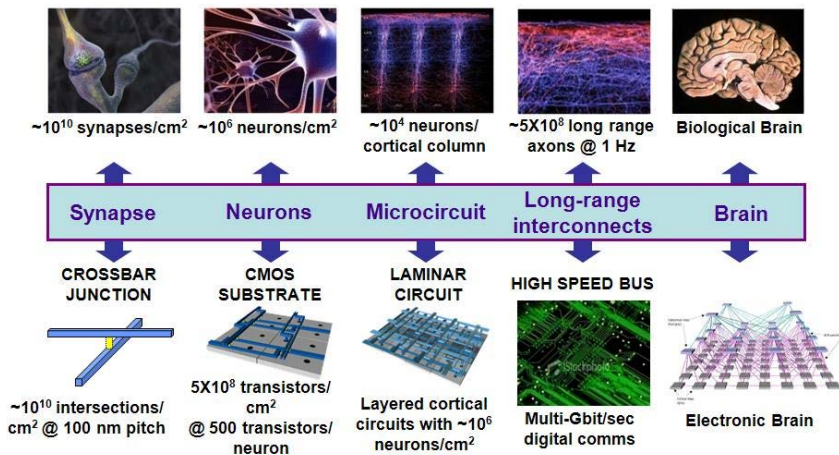 ~10¹⁰ synapses/cm²
~10⁶ neurons/cm²
~10⁴ neurons/
cortical column
~5X10⁸ long range
axons @ 1 Hz
Biological Brain
Synapse
Neurons
Microcircuit
Long-range
interconnects
Brain
CROSSBAR
JUNCTION
CMOS
SUBSTRATE
LAMINAR
CIRCUIT
HIGH SPEED BUS
iStockphoto
~10¹⁰ intersections/
cm² @ 100 nm pitch
5X10⁸ transistors/
cm²
@ 500 transistors/
neuron
Layered cortical
circuits with ~10⁶
neurons/cm²
Multi-Gbit/sec
digital comms
Electronic Brain